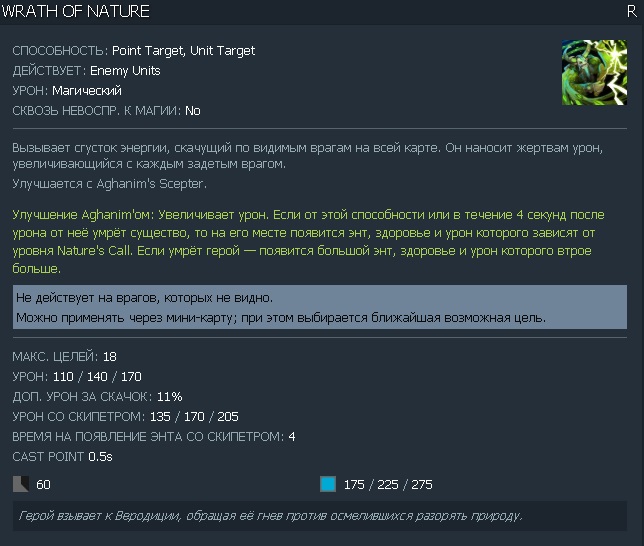 WRATH OF NATURE R
СПОСОБНОСТЬ: Point Target, Unit Target
ДЕЙСТВУЕТ: Enemy Units
УРОН: Магический
СКВОЗЬ НЕВОСПР. К МАГИИ: No
Вызывает сгусток энергии, скачущий по видимым врагам на всей карте. Он наносит жертвам урон,
увеличивающийся с каждым задетым врагом.
Улучшается с Aghanim's Scepter.
Улучшение Aghanim'ом: Увеличивает урон. Если от этой способности или в течение 4 секунд после
урона от неё умрёт существо, то на его месте появится энт, здоровье и урон которого зависят от
уровня Nature's Call. Если умрёт герой — появится большой энт, здоровье и урон которого втрое
больше.
Не действует на врагов, которых не видно.
Можно применять через мини-карту; при этом выбирается ближайшая возможная цель.
МАКС. ЦЕЛЕЙ: 18
УРОН: 110 / 140 / 170
ДОП. УРОН ЗА СКАЧОК: 11%
УРОН СО СКИПЕТРОМ: 135 / 170 / 205
ВРЕМЯ НА ПОЯВЛЕНИЕ ЭНТА СО СКИПЕТРОМ: 4
CAST POINT 0.5s
60 175 / 225 / 275
Герой взывает к Веродиции, обращая её гнев против осмелившихся разорять природу.